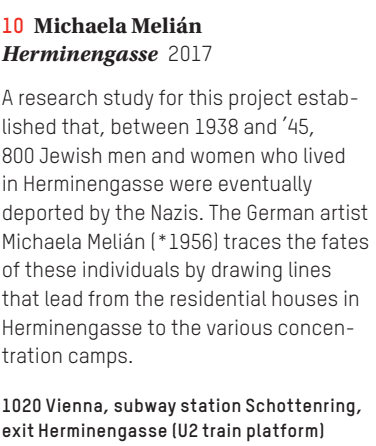 10 Michaela Melián
Herminengasse 2017
A research study for this project estab-
lished that, between 1938 and ’45,
800 Jewish men and women who lived
in Herminengasse were eventually
deported by the Nazis. The German artist
Michaela Melián (*1956) traces the fates
of these individuals by drawing lines
that lead from the residential houses in
Herminengasse to the various concen-
tration camps.
1020 Vienna, subway station Schottenring,
exit Herminengasse (U2 train platform)